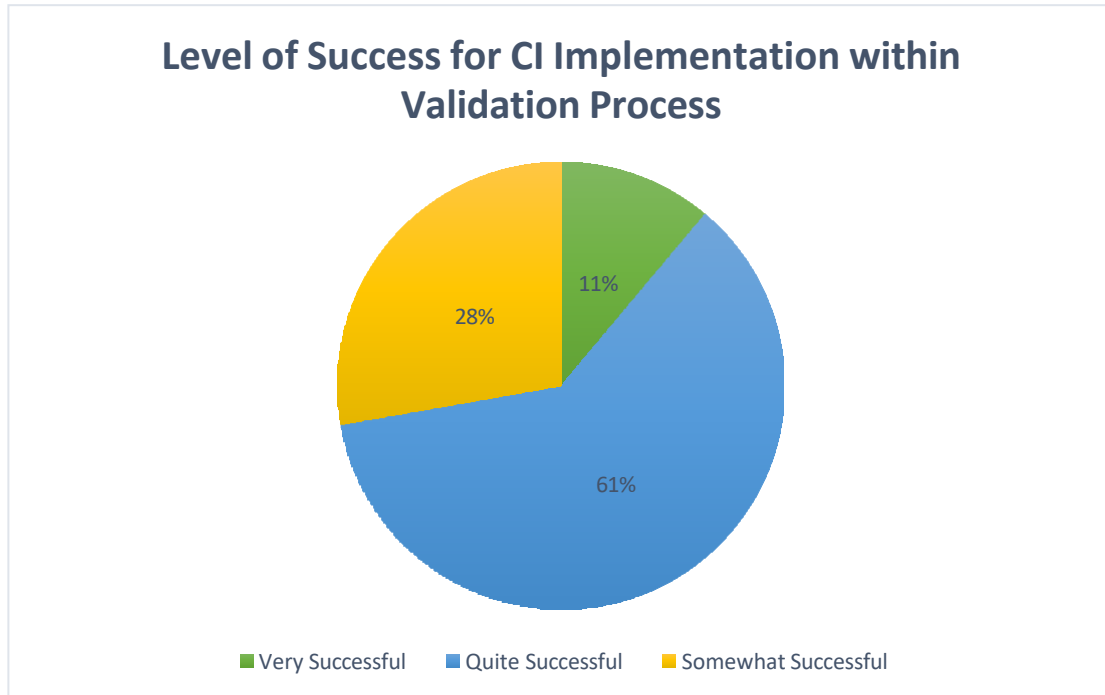 Level of Success for CI Implementation within
Validation Process
11%
28%
61%
Very Successful Quite Successful Somewhat Successful